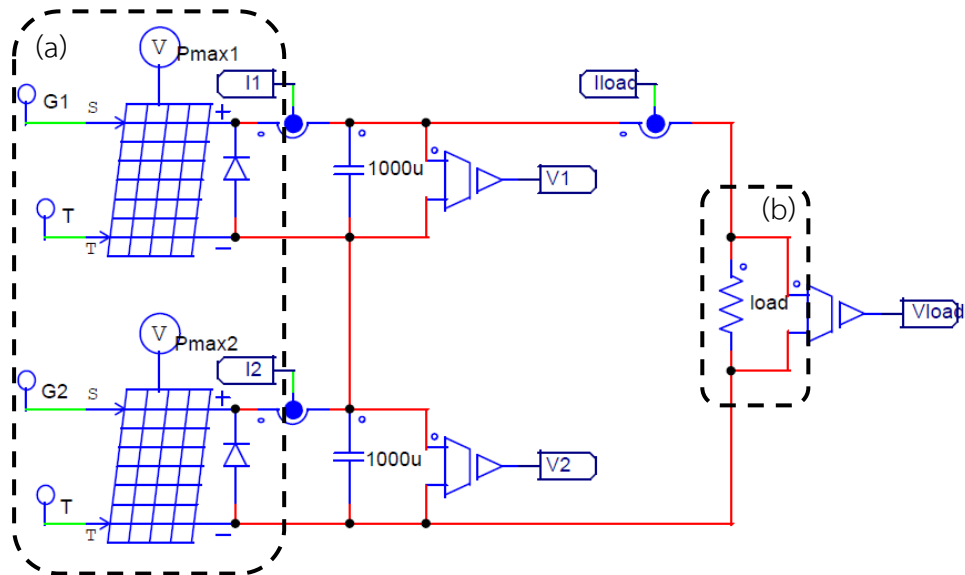 (a)
V
Pmax1
G1
S
+
I1
Iload
1000u
V1
T
T
−
(b)
load
Vload
V
Pmax2
I2
G2
S
+
1000u
V2
T
T
−